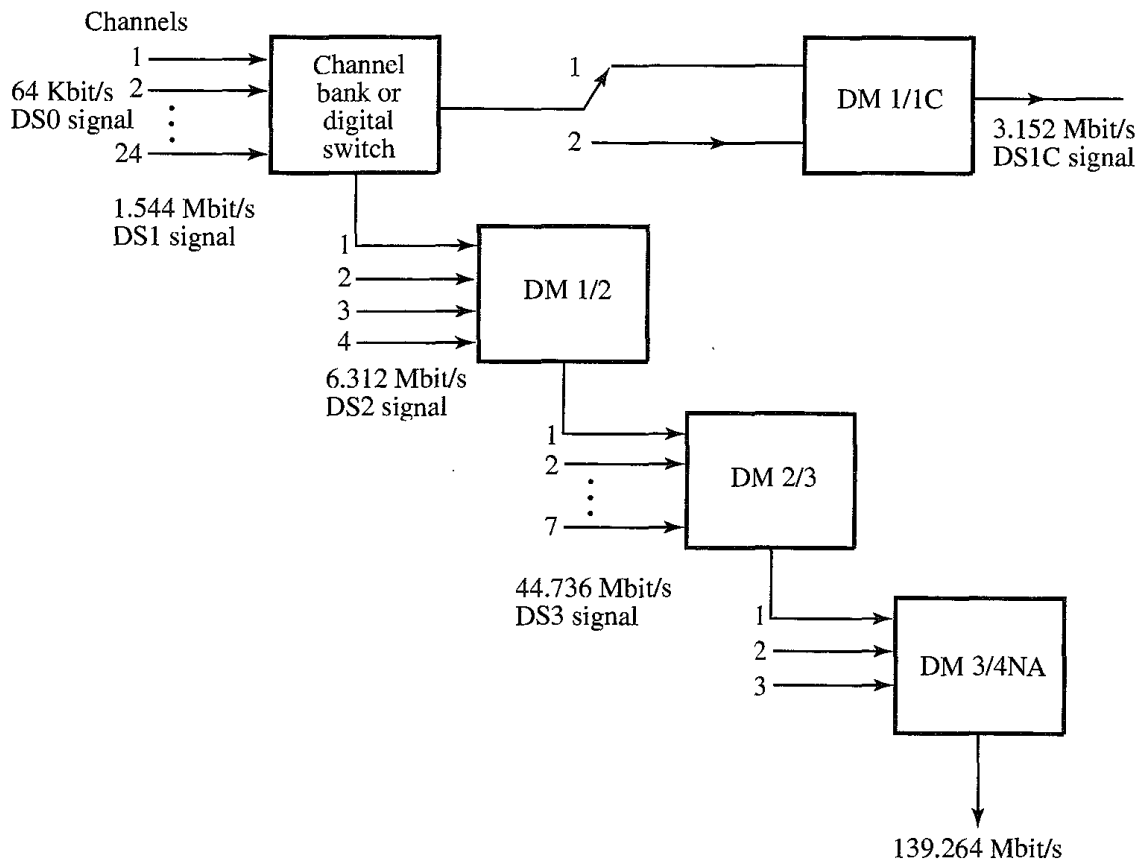 Channels
1
64 Kbit/s
DS0 signal
2
24
Channel
bank or
digital
switch
1
2
DM 1/1C
3.152 Mbit/s
DS1C signal
1.544 Mbit/s
DS1 signal
1
2
3
4
DM 1/2
6.312 Mbit/s
DS2 signal
1
2
7
DM 2/3
44.736 Mbit/s
DS3 signal
1
2
3
DM 3/4NA
139.264 Mbit/s